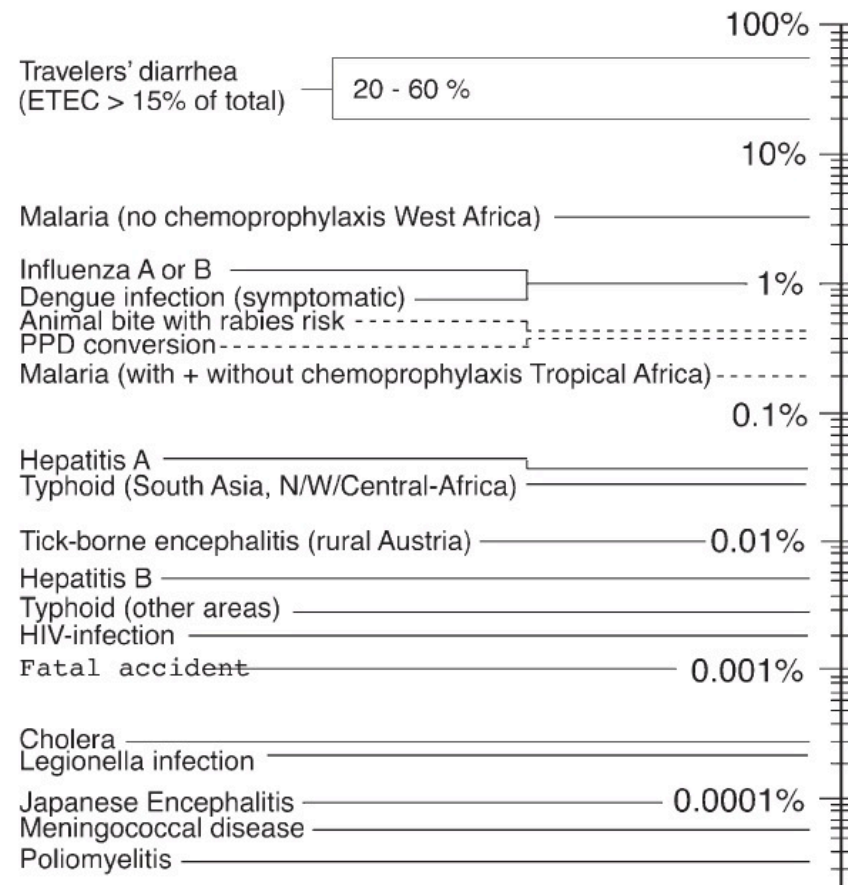 100%
Travelers' diarrhea
(ETEC > 15% of total)
20 - 60 %
10%
Malaria (no chemoprophylaxis West Africa)
Influenza A or B
1%
Dengue infection (symptomatic)
Animal bite with rabies risk
PPD conversion
Malaria (with + without chemoprophylaxis Tropical Africa)
0.1%
Hepatitis A
Typhoid (South Asia, N/W/Central-Africa)
Tick-borne encephalitis (rural Austria)
0.01%
Hepatitis B
Typhoid (other areas)
HIV-infection
Fatal accident
0.001%
Cholera
Legionella infection
Japanese Encephalitis
0.0001%
Meningococcal disease
Poliomyelitis